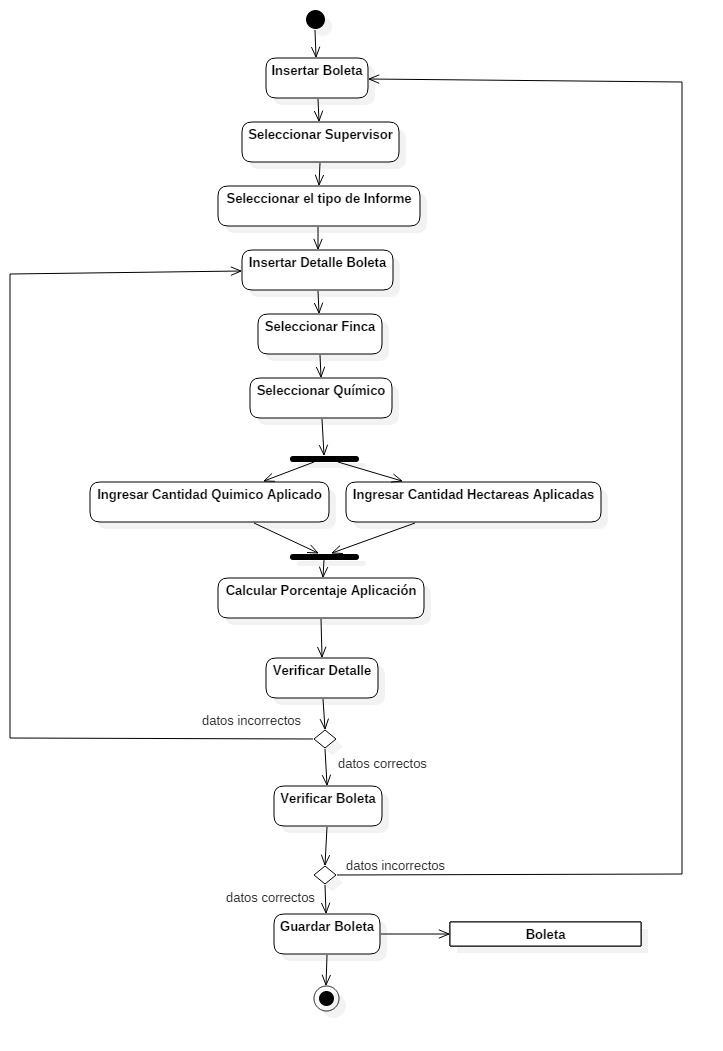 Insertar Boleta
Seleccionar Supervisor
Seleccionar el tipo de Informe
Insertar Detalle Boleta
Seleccionar Finca
Seleccionar Químico
Ingresar Cantidad Quimico Aplicado
Ingresar Cantidad Hectareas Aplicadas
Calcular Porcentaje Aplicación
Verificar Detalle
datos incorrectos
datos correctos
Verificar Boleta
datos incorrectos
datos correctos
Guardar Boleta
Boleta